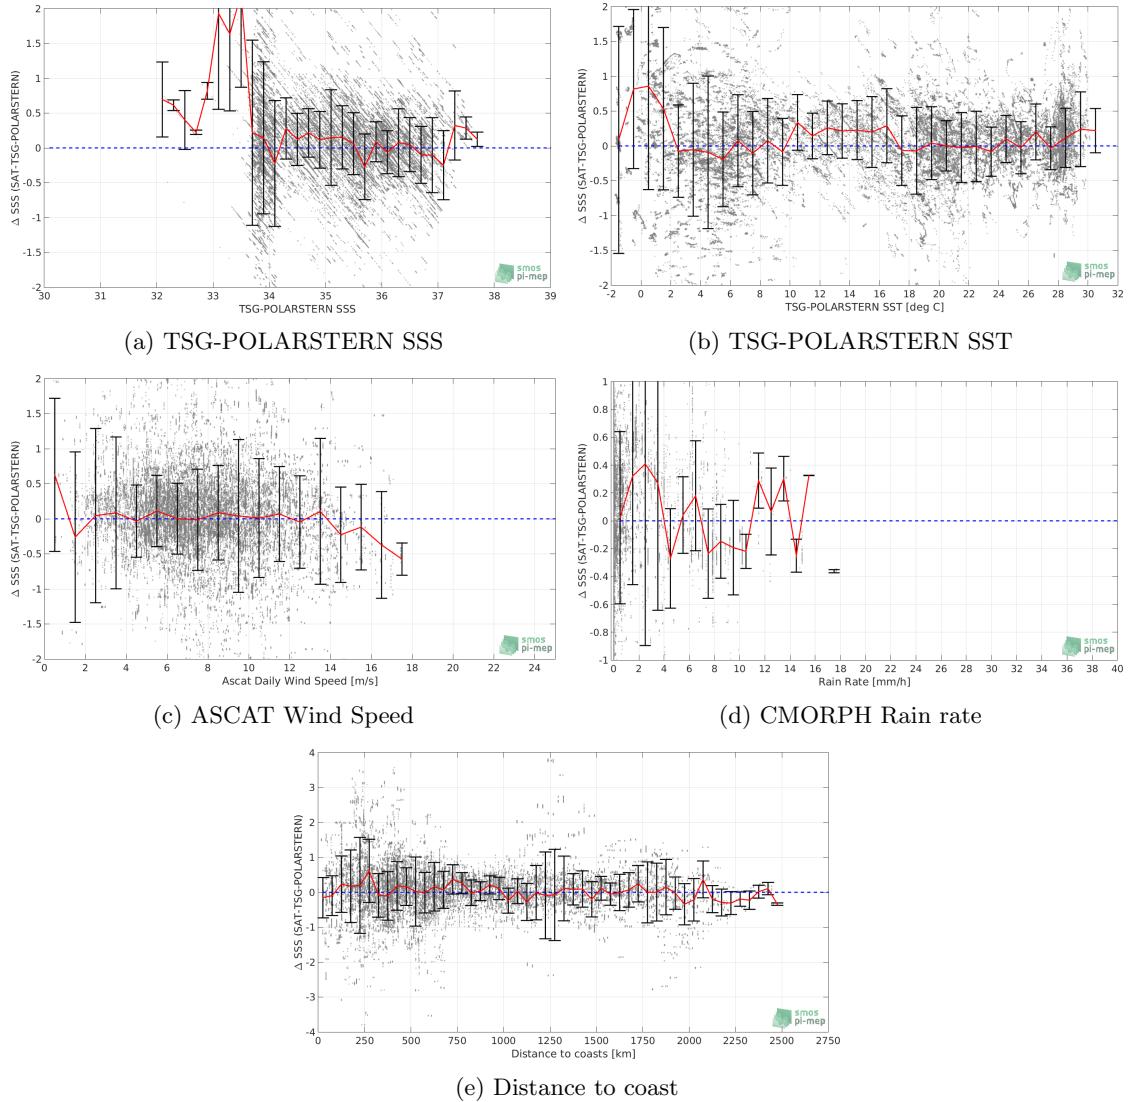 2
1.5
1
0.5
0
-0.5
-1
-1.5
-2
Δ SSS (SAT-TSG-POLARSTERN)
30 31 32 33 34 35 36 37 38 39
TSG-POLARSTERN SSS
smos
pi-mep
(a) TSG-POLARSTERN SSS
2
1.5
1
0.5
0
-0.5
-1
-1.5
-2
Δ SSS (SAT-TSG-POLARSTERN)
-2 0 2 4 6 8 10 12 14 16 18 20 22 24 26 28 30 32
TSG-POLARSTERN SST [deg C]
smos
pi-mep
(b) TSG-POLARSTERN SST
2
1.5
1
0.5
0
-0.5
-1
-1.5
-2
Δ SSS (SAT-TSG-POLARSTERN)
0 2 4 6 8 10 12 14 16 18 20 22 24
Ascat Daily Wind Speed [m/s]
smos
pi-mep
(c) ASCAT Wind Speed
1
0.8
0.6
0.4
0.2
0
-0.2
-0.4
-0.6
-0.8
-1
Δ SSS (SAT-TSG-POLARSTERN)
0 2 4 6 8 10 12 14 16 18 20 22 24 26 28 30 32 34 36 38 40
Rain Rate [mm/h]
smos
pi-mep
(d) CMORPH Rain rate
4
3
2
1
0
-1
-2
-3
-4
Δ SSS (SAT-TSG-POLARSTERN)
0 250 500 750 1000 1250 1500 1750 2000 2250 2500 2750
Distance to coasts [km]
smos
pi-mep
(e) Distance to coast